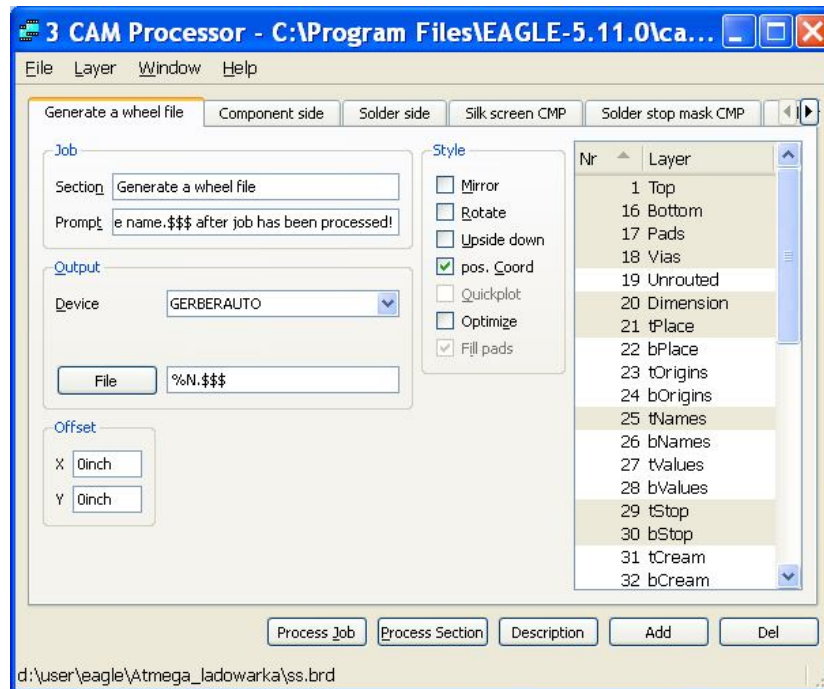 3 CAM Processor - C:\Program Files\EAGLE-5.11.0\ca...
File Layer Window Help
Generate a wheel file Component side Solder side Silk screen CMP Solder stop mask CMP
Job
Section Generate a wheel file
Prompt e name.$$$ after job has been processed!
Output
Device GERBERAUTO
File %N.$$$
Offset
X 0inch
Y 0inch
Style
Mirror
Rotate
Upside down
pos. Coord
Quickplot
Optimize
Fill pads
Nr Layer
1 Top
16 Bottom
17 Pads
18 Vias
19 Unrouted
20 Dimension
21 tPlace
22 bPlace
23 tOrigins
24 bOrigins
25 tNames
26 bNames
27 tValues
28 bValues
29 tStop
30 bStop
31 tCream
32 bCream
Process Job Process Section Description Add Del
d:\user\eagle\Atmega_ladowarka\ss.brd